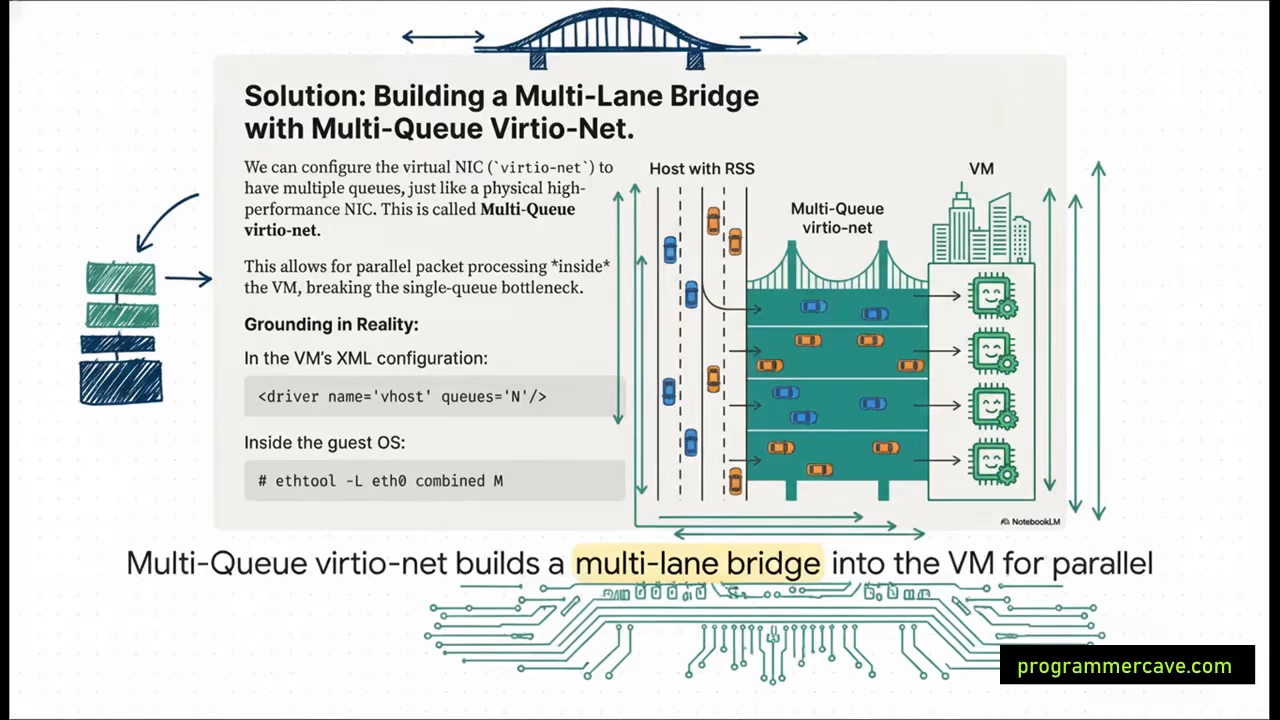 Solution: Building a Multi-Lane Bridge
with Multi-Queue Virtio-Net.
We can configure the virtual NIC (`virtio-net`) to
have multiple queues, just like a physical high-
performance NIC. This is called Multi-Queue
virtio-net.
This allows for parallel packet processing *inside*
the VM, breaking the single-queue bottleneck.
Grounding in Reality:
In the VM's XML configuration:
<driver name='vhost' queues='N'/>
Inside the guest OS:
# ethtool -L eth0 combined M
Host with RSS
Multi-Queue
virtio-net
VM
NotebookLM
Multi-Queue virtio-net builds a multi-lane bridge into the VM for parallel
programmercave.com